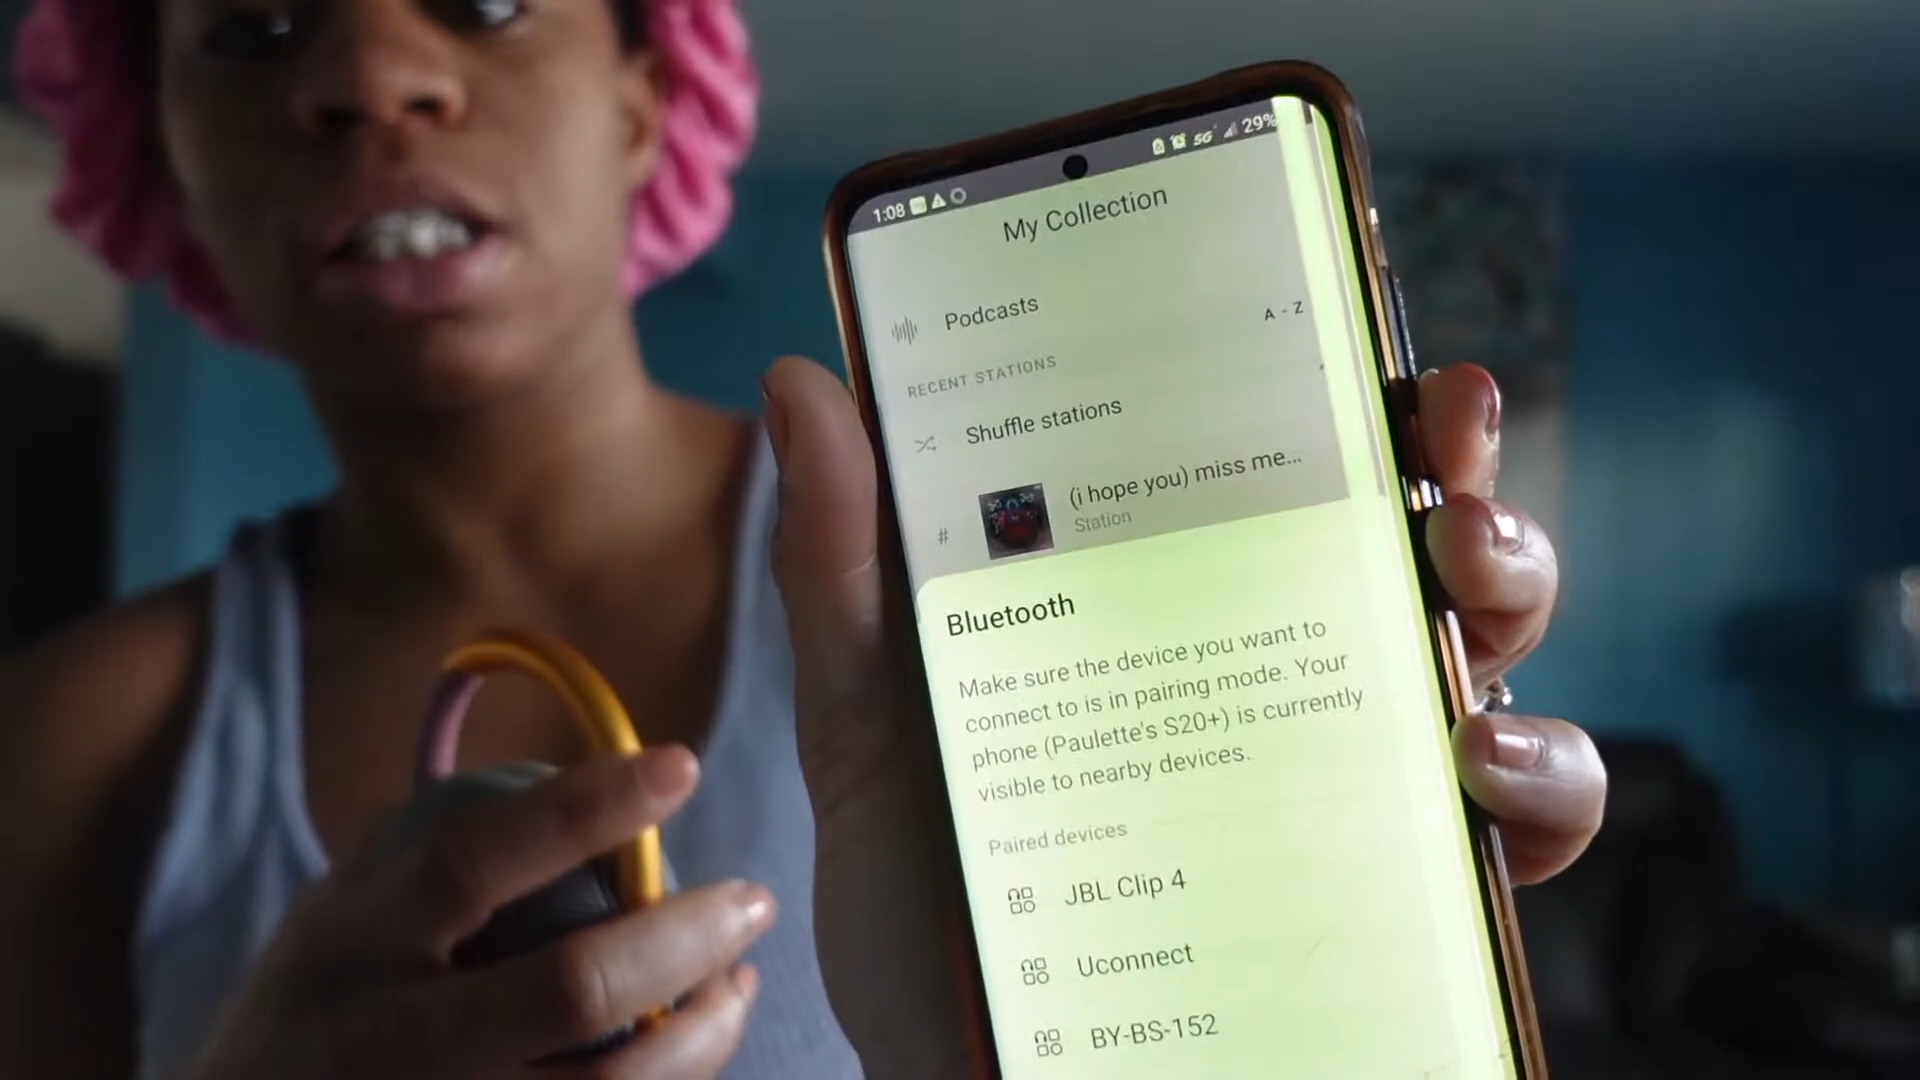 1:08 5G 29%
My Collection
Podcasts
A - Z
RECENT STATIONS
Shuffle stations
# (i hope you) miss me...
Station
Bluetooth
Make sure the device you want to
connect to is in pairing mode. Your
phone (Paulette's S20+) is currently
visible to nearby devices.
Paired devices
JBL Clip 4
Uconnect
BY-BS-152